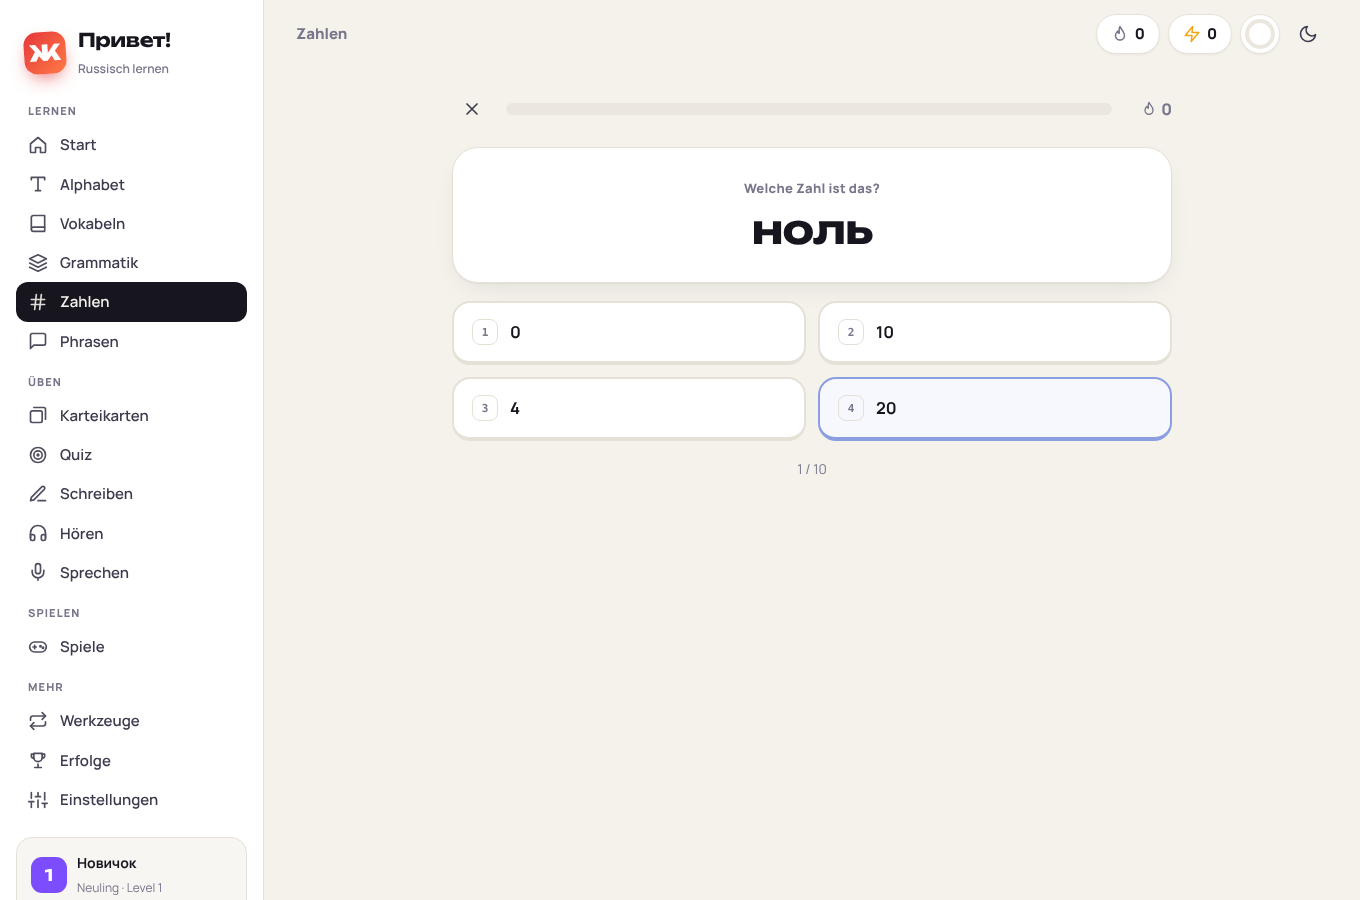 Ж
Привет!
Russisch lernen
LERNEN
Start
Alphabet
Vokabeln
Grammatik
Zahlen
Phrasen
ÜBEN
Karteikarten
Quiz
Schreiben
Hören
Sprechen
SPIELEN
Spiele
MEHR
Werkzeuge
Erfolge
Einstellungen
1
Новичок
Neuling · Level 1
Zahlen
0
0
0
Welche Zahl ist das?
ноль
1 0
2 10
3 4
4 20
1 / 10